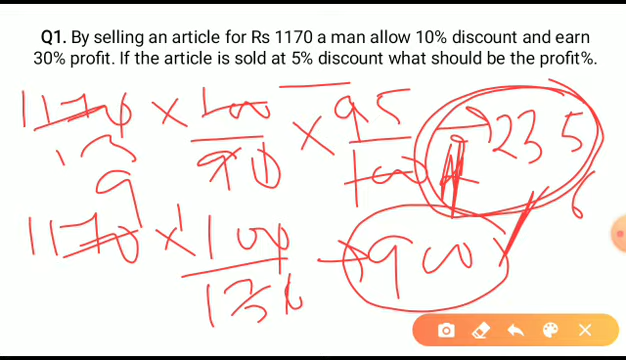 Q1. By selling an article for Rs 1170 a man allow 10% discount and earn
30% profit. If the article is sold at 5% discount what should be the profit%.
1170 × 100 × 95 1235
13 90 100
9
1170 × 100 900
130